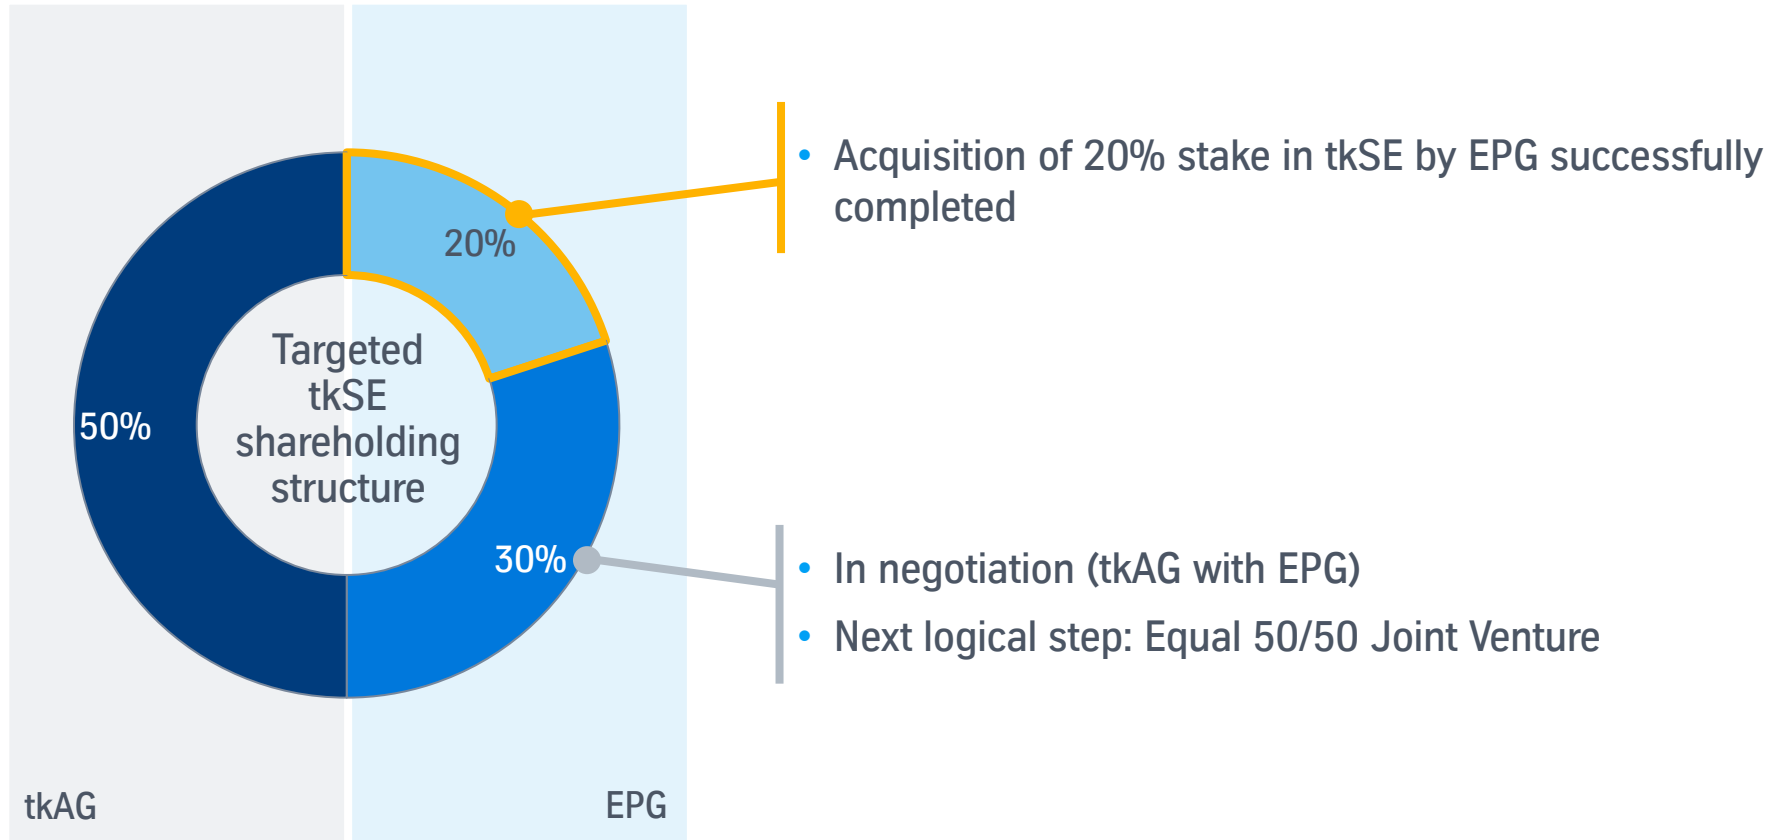 20%
50%
30%
Targeted
tkSE
shareholding
structure
tkAG
EPG
• Acquisition of 20% stake in tkSE by EPG successfully
completed
• In negotiation (tkAG with EPG)
• Next logical step: Equal 50/50 Joint Venture